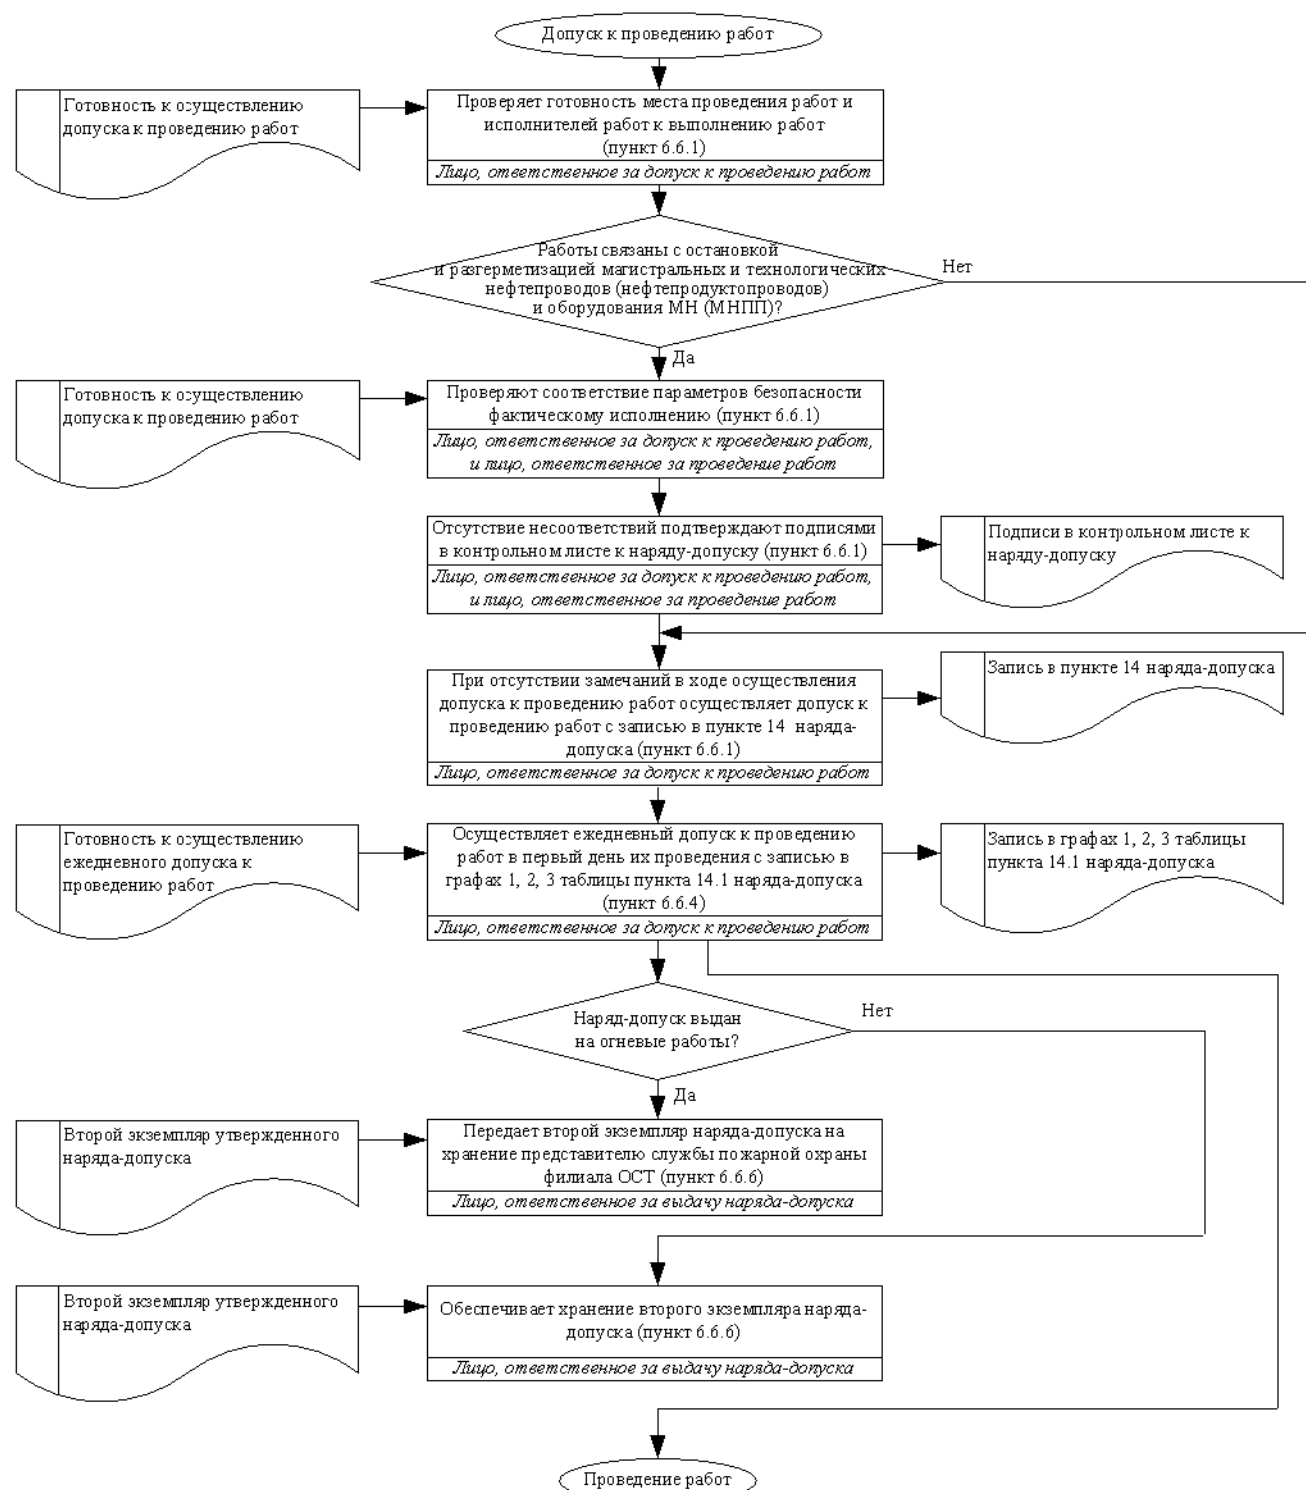 Допуск к проведению работ
Готовность к осуществлению
допуска к проведению работ
Проверяет готовность места проведения работ и
исполнителей работ к выполнению работ
(пункт 6.6.1)
Лицо, ответственное за допуск к проведению работ
Работы связаны с остановкой
и разгерметизацией магистральных и технологических
нефтепроводов (нефтепродуктопроводов)
и оборудования МН (МНПП)?
Нет
Да
Готовность к осуществлению
допуска к проведению работ
Проверяют соответствие параметров безопасности
фактическому исполнению (пункт 6.6.1)
Лицо, ответственное за допуск к проведению работ,
и лицо, ответственное за проведение работ
Отсутствие несоответствий подтверждают подписями
в контрольном листе к наряду-допуску (пункт 6.6.1)
Лицо, ответственное за допуск к проведению работ,
и лицо, ответственное за проведение работ
Подписи в контрольном листе к
наряду-допуску
При отсутствии замечаний в ходе осуществления
допуска к проведению работ осуществляет допуск к
проведению работ с записью в пункте 14 наряда-
допуска (пункт 6.6.1)
Лицо, ответственное за допуск к проведению работ
Запись в пункте 14 наряда-допуска
Готовность к осуществлению
ежедневного допуска к
проведению работ
Осуществляет ежедневный допуск к проведению
работ в первый день их проведения с записью в
графах 1, 2, 3 таблицы пункта 14.1 наряда-допуска
(пункт 6.6.4)
Лицо, ответственное за допуск к проведению работ
Запись в графах 1, 2, 3 таблицы
пункта 14.1 наряда-допуска
Наряд-допуск выдан
на огневые работы?
Нет
Да
Второй экземпляр утвержденного
наряда-допуска
Передает второй экземпляр наряда-допуска на
хранение представителю службы пожарной охраны
филиала ОСТ (пункт 6.6.6)
Лицо, ответственное за выдачу наряда-допуска
Второй экземпляр утвержденного
наряда-допуска
Обеспечивает хранение второго экземпляра наряда-
допуска (пункт 6.6.6)
Лицо, ответственное за выдачу наряда-допуска
Проведение работ